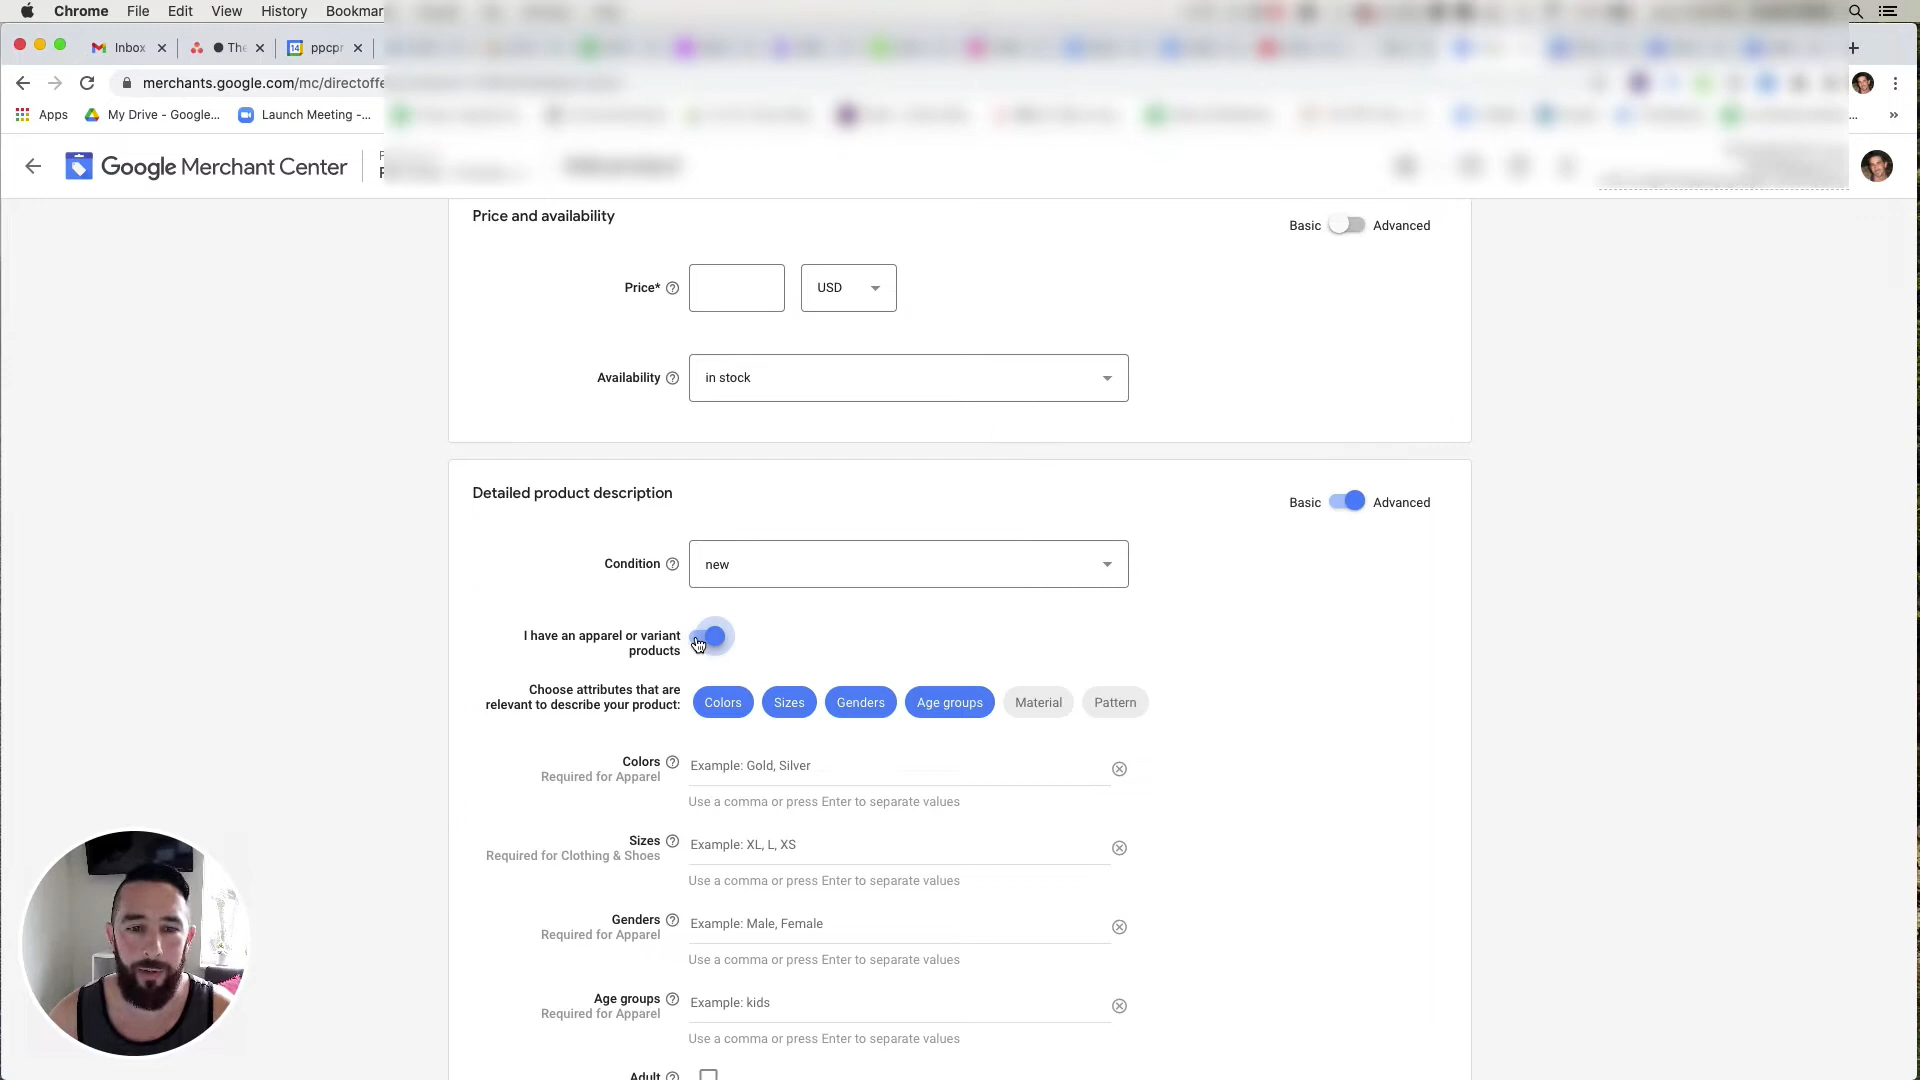 Chrome File Edit View History Bookmar
Inbox The 14 ppcpr
merchants.google.com/mc/directoffe
Apps My Drive - Google... Launch Meeting -...
Google Merchant Center
Price and availability
Basic Advanced
Price* USD
Availability in stock
Detailed product description
Basic Advanced
Condition new
I have an apparel or variant
products
Choose attributes that are
relevant to describe your product:
Colors Sizes Genders Age groups Material Pattern
Colors Example: Gold, Silver
Required for Apparel
Use a comma or press Enter to separate values
Sizes Example: XL, L, XS
Required for Clothing & Shoes
Use a comma or press Enter to separate values
Genders Example: Male, Female
Required for Apparel
Use a comma or press Enter to separate values
Age groups Example: kids
Required for Apparel
Use a comma or press Enter to separate values
Adult